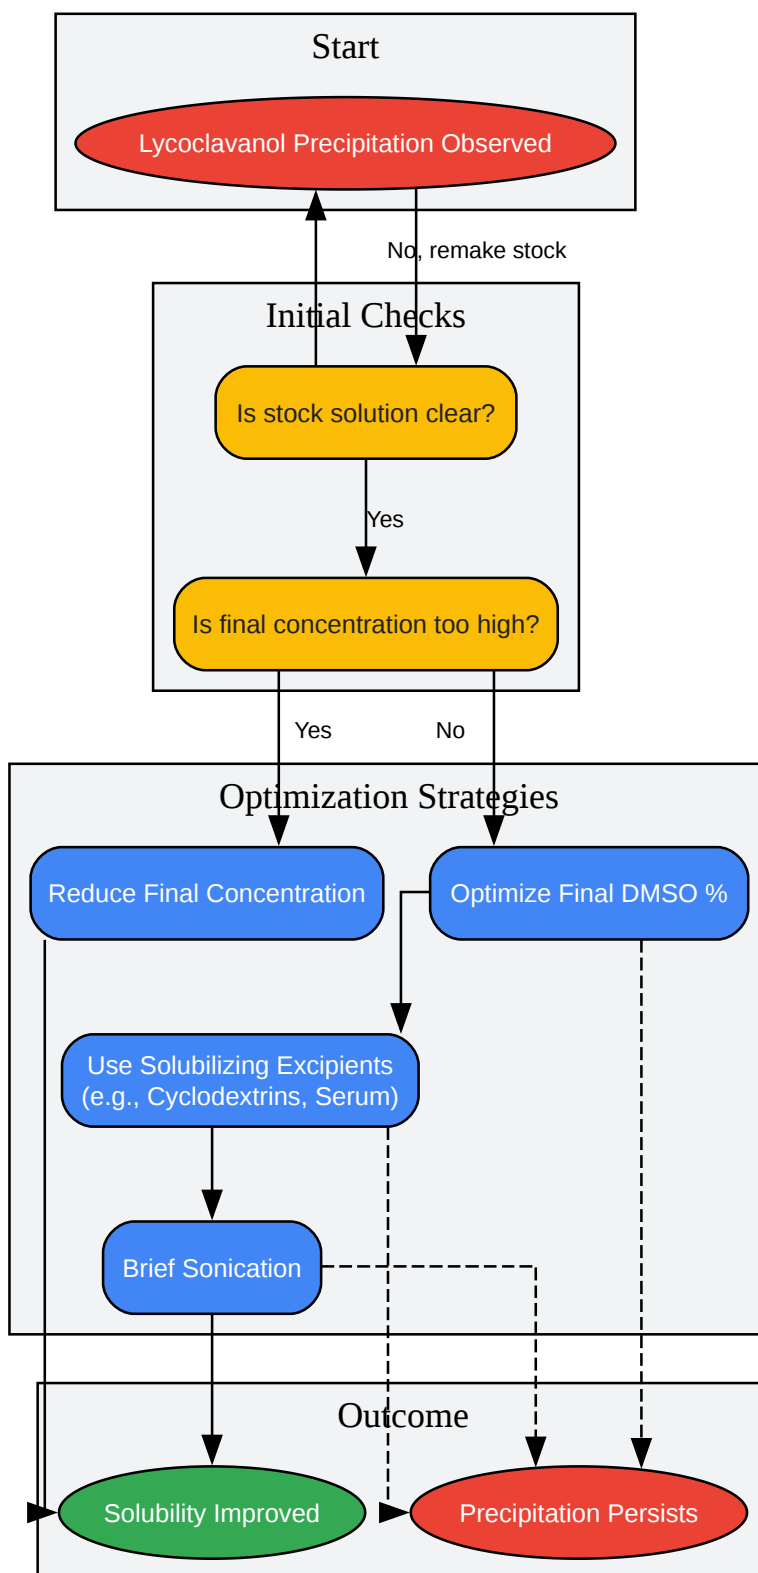 Start
Lycoclavanol Precipitation Observed
No, remake stock
Initial Checks
Is stock solution clear?
Yes
Is final concentration too high?
Yes
No
Optimization Strategies
Reduce Final Concentration
Optimize Final DMSO %
Use Solubilizing Excipients
(e.g., Cyclodextrins, Serum)
Brief Sonication
Outcome
Solubility Improved
Precipitation Persists